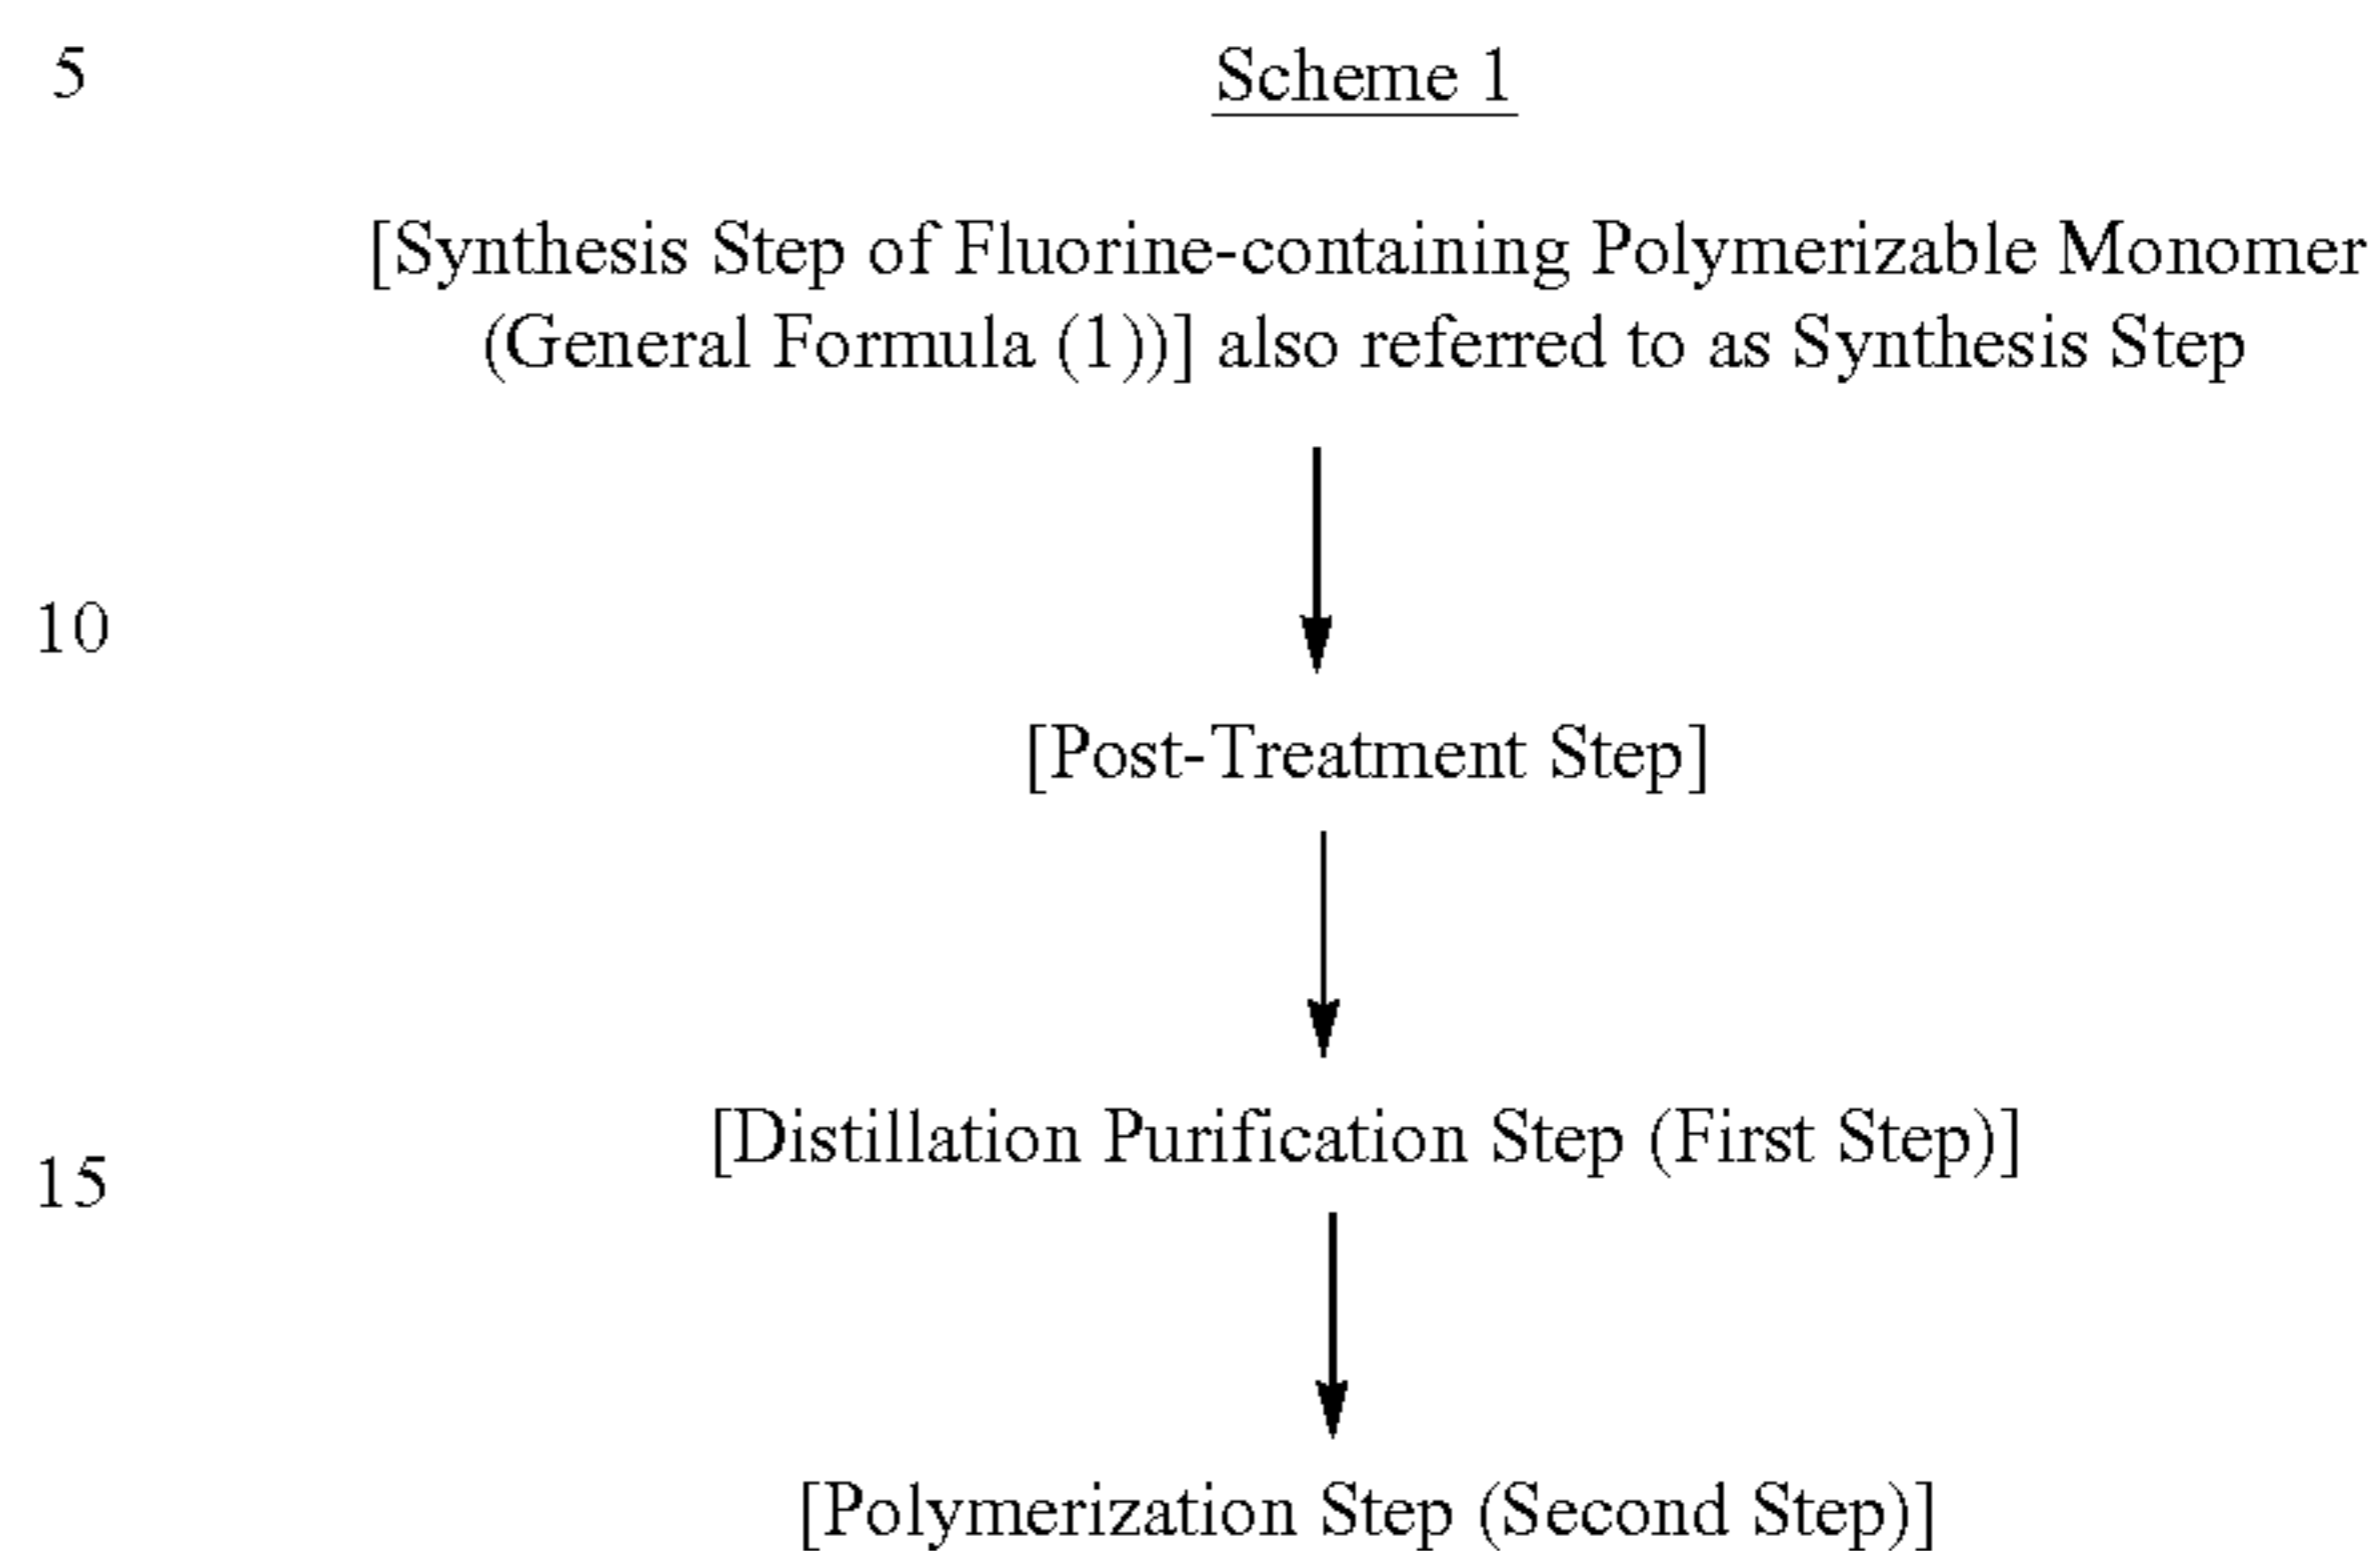 5
Scheme 1
[Synthesis Step of Fluorine-containing Polymerizable Monomer
(General Formula (1))] also referred to as Synthesis Step
10
[Post-Treatment Step]
[Distillation Purification Step (First Step)]
15
[Polymerization Step (Second Step)]